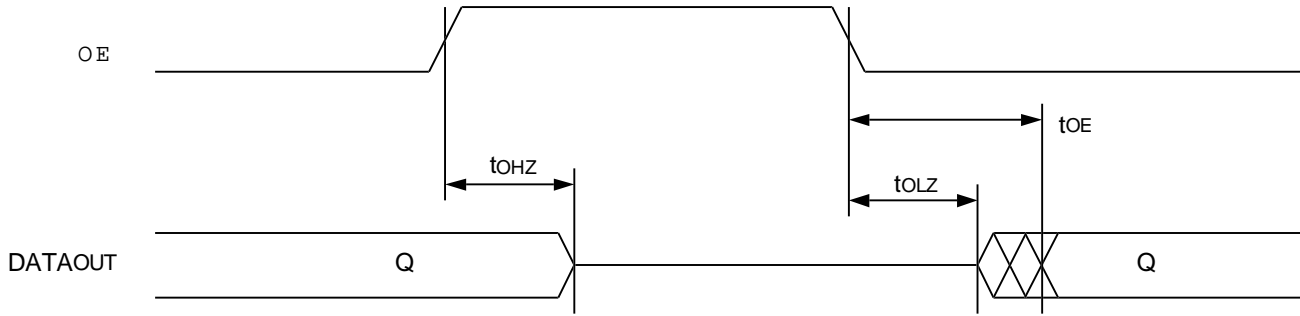 OE
tOE
tOHZ
tOLZ
DATAOUT
Q
Q